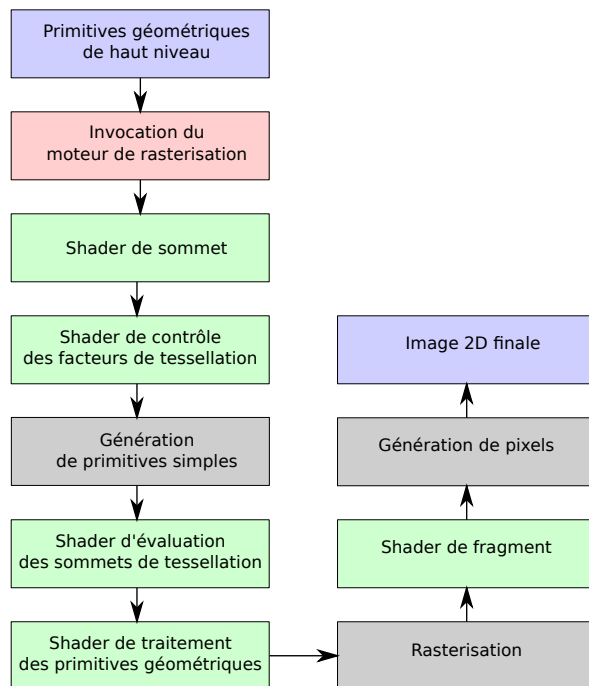 Primitives géométriques
de haut niveau
Invocation du
moteur de rasterisation
Shader de sommet
Shader de contrôle
des facteurs de tessellation
Génération
de primitives simples
Shader d'évaluation
des sommets de tessellation
Shader de traitement
des primitives géométriques
Rasterisation
Shader de fragment
Génération de pixels
Image 2D finale